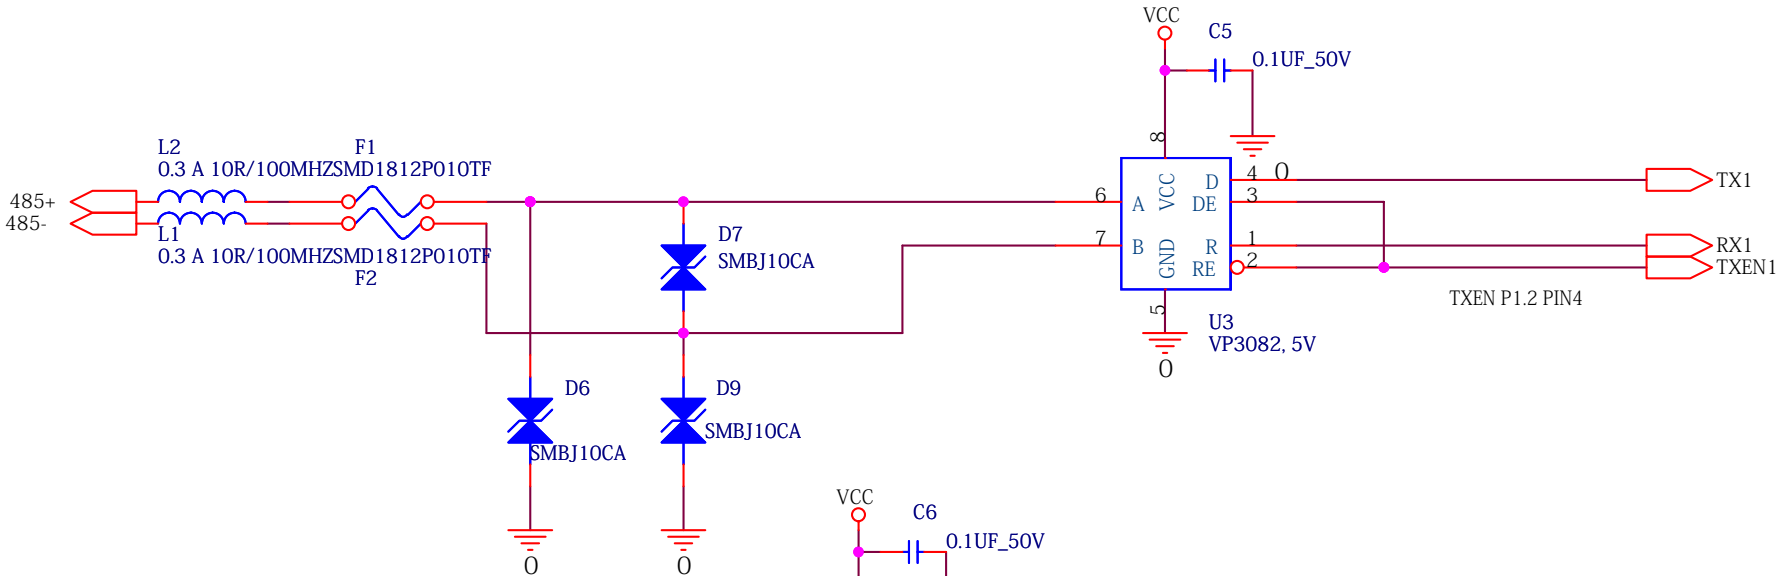 VCC
C5
0.1UF_50V
8
L2
F1
0.3 A 10R/100MHZSMD1812P010TF
485+
485-
L1
0.3 A 10R/100MHZSMD1812P010TF
F2
D7
SMBJ10CA
6
7
A
B
VCC
GND
D
DE
R
RE
4
0
3
1
2
TX1
RX1
TXEN1
TXEN P1.2 PIN4
5
U3
VP3082, 5V
0
D6
SMBJ10CA
D9
SMBJ10CA
0
0
VCC
C6
0.1UF_50V